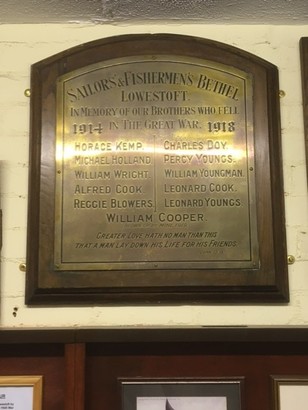 SAILORS & FISHERMENS BETHEL
LOWESTOFT.
IN MEMORY OF OUR BROTHERS WHO FELL
1914 IN THE GREAT WAR. 1918
HORACE KEMP. CHARLES DOY.
MICHAEL HOLLAND. PERCY YOUNGS.
WILLIAM WRIGHT. WILLIAM YOUNGMAN.
ALFRED COOK. LEONARD COOK.
REGGIE BLOWERS. LEONARD YOUNGS
WILLIAM COOPER.
GREATER LOVE HATH NO MAN THAN THIS
THAT A MAN LAY DOWN HIS LIFE FOR HIS FRIENDS.